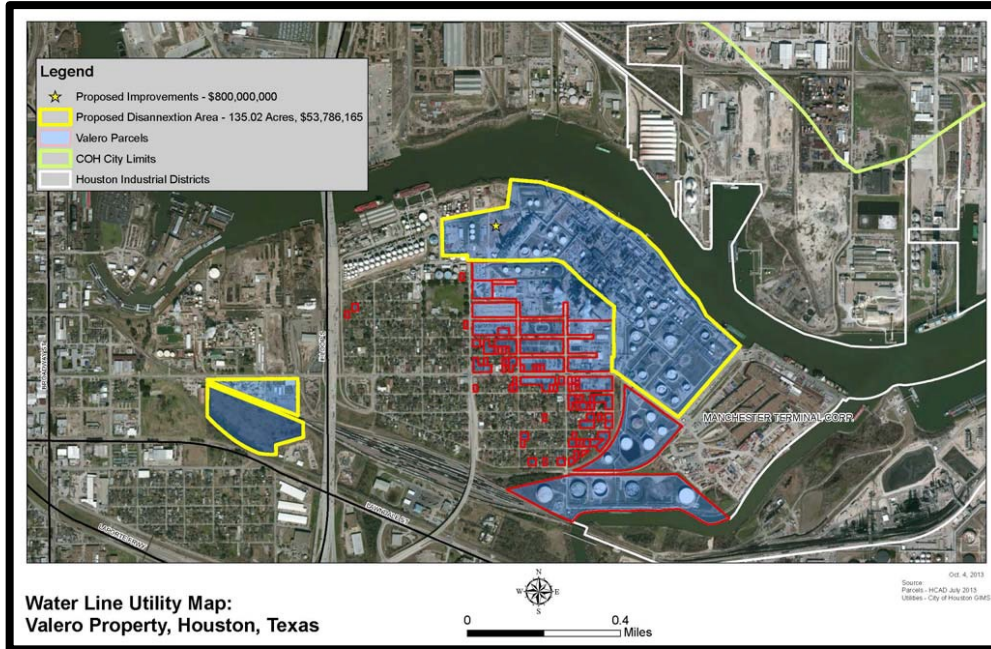 Legend
Proposed Improvements - $800,000,000
Proposed Disannextion Area - 135.02 Acres, $53,786,165
Valero Parcels
COH City Limits
Houston Industrial Districts
MANCHESTER TERMINAL CORR.
Water Line Utility Map:
Valero Property, Houston, Texas
N
W
E
S
0
0.4
Miles
Oct. 4, 2013
Source:
Parcels - HCAD July 2013
Utilities - City of Houston GIMS